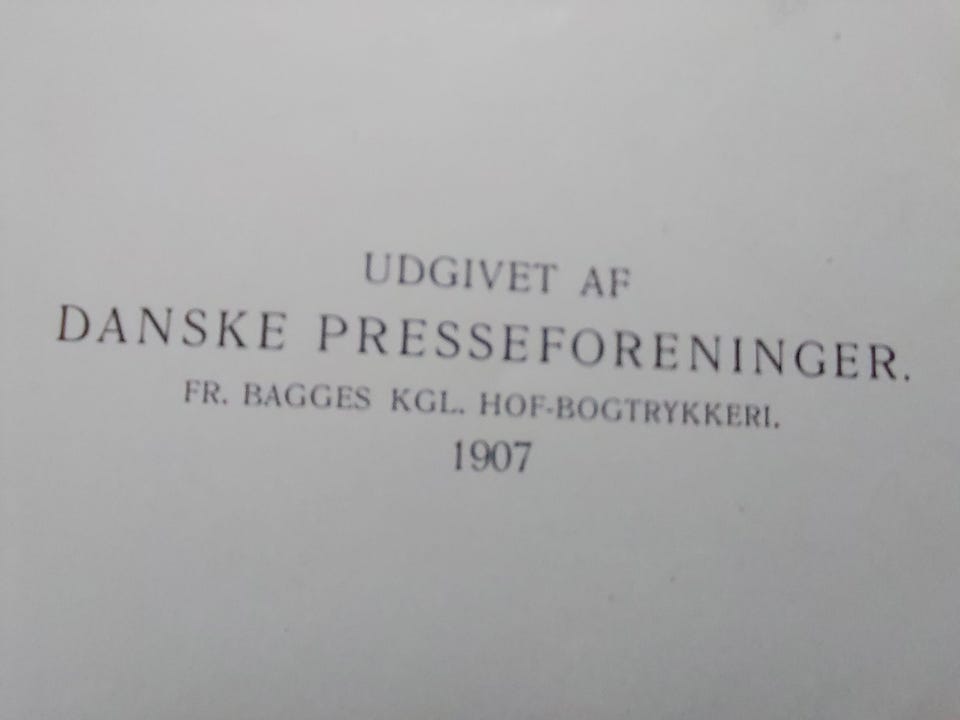 UDGIVET AF
DANSKE PRESSEFORENINGER.
FR. BAGGES KGL. HOF-BOGTRYKKERI.
1907